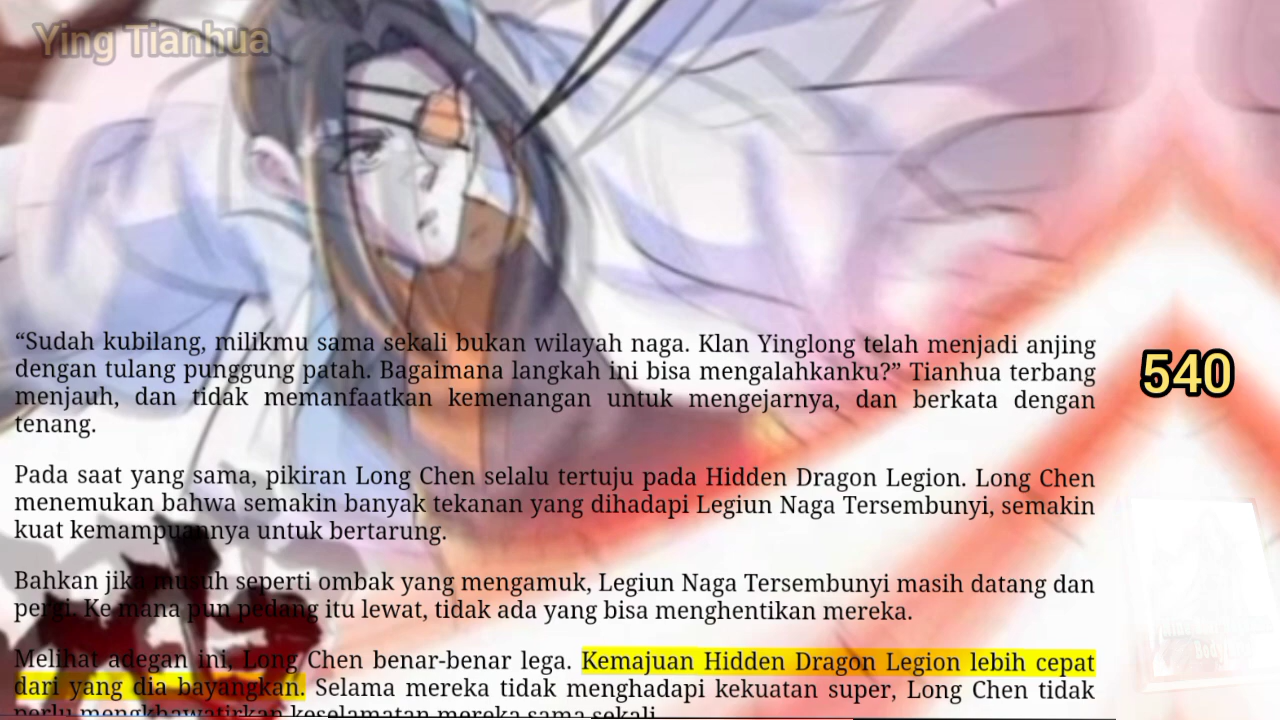 Ying Tianhua
“Sudah kubilang, milikmu sama sekali bukan wilayah naga. Klan Yinglong telah menjadi anjing
dengan tulang punggung patah. Bagaimana langkah ini bisa mengalahkanku?” Tianhua terbang
menjauh, dan tidak memanfaatkan kemenangan untuk mengejarnya, dan berkata dengan
tenang.
540
Pada saat yang sama, pikiran Long Chen selalu tertuju pada Hidden Dragon Legion. Long Chen
menemukan bahwa semakin banyak tekanan yang dihadapi Legiun Naga Tersembunyi, semakin
kuat kemampuannya untuk bertarung.
Bahkan jika musuh seperti ombak yang mengamuk, Legiun Naga Tersembunyi masih datang dan
pergi. Ke mana pun pedang itu lewat, tidak ada yang bisa menghentikan mereka.
Melihat adegan ini, Long Chen benar-benar lega. Kemajuan Hidden Dragon Legion lebih cepat
dari yang dia bayangkan. Selama mereka tidak menghadapi kekuatan super, Long Chen tidak
perlu mengkhawatirkan keselamatan mereka sama sekali.